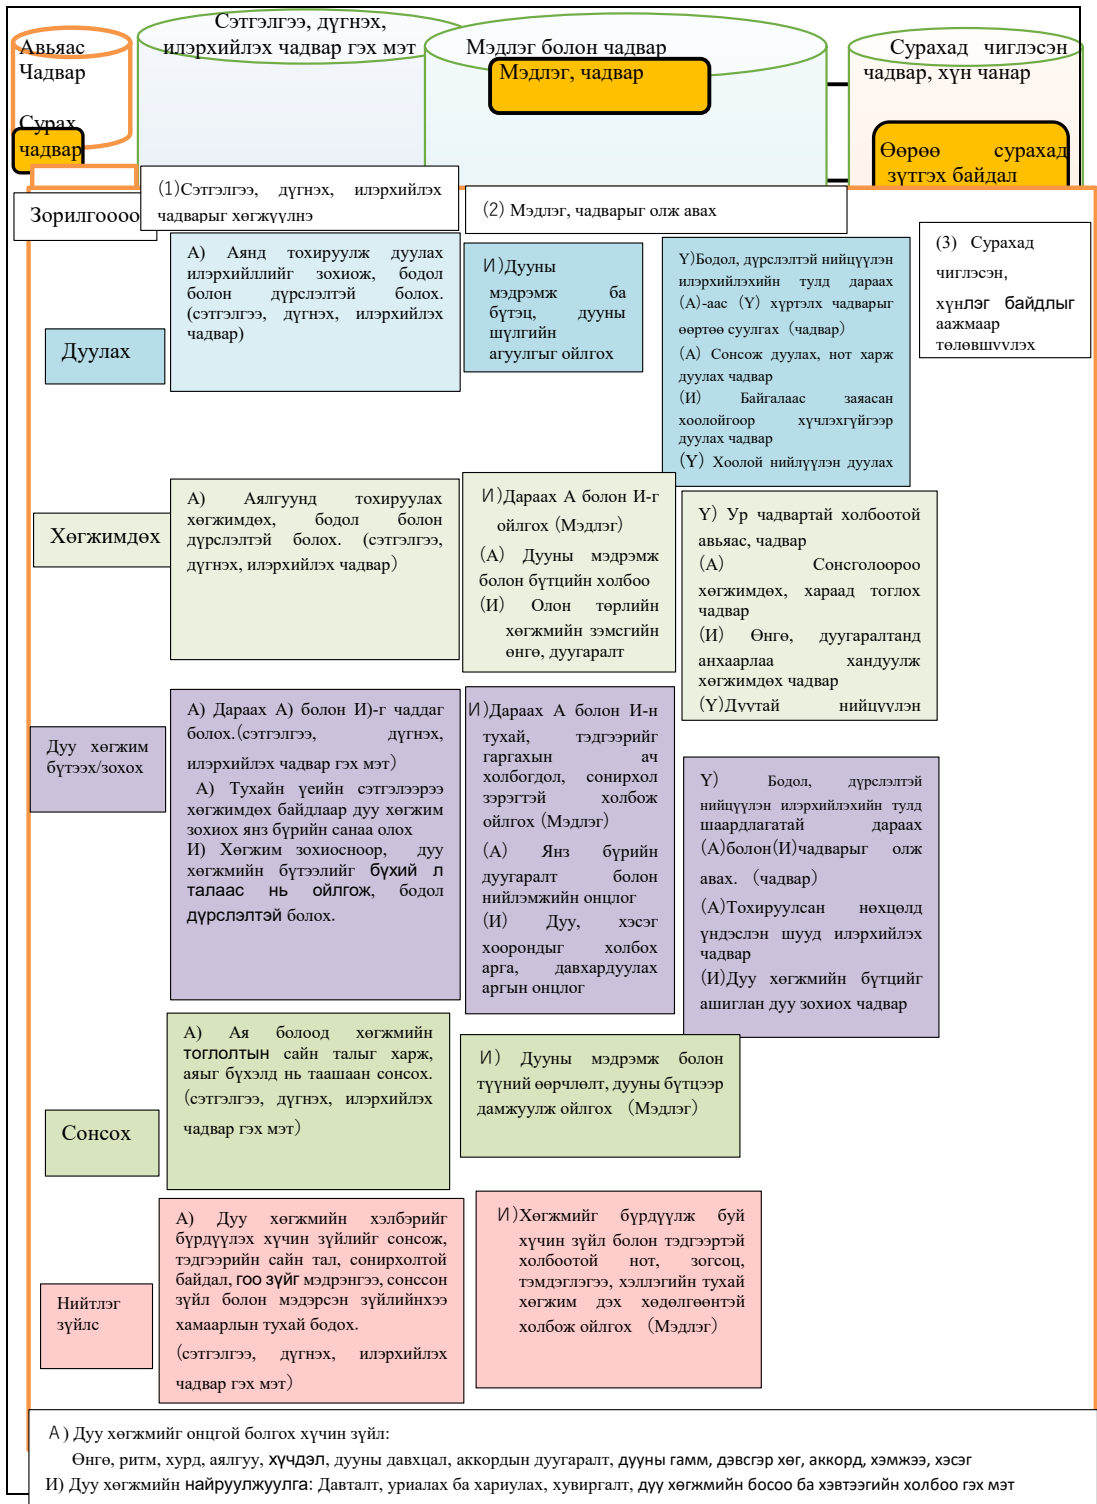 Авьяас
Чадвар
Сурах
чадвар
Сэтгэлгээ, дүгнэх,
илэрхийлэх чадвар гэх мэт
Мэдлэг болон чадвар
Мэдлэг, чадвар
Сурахад чиглэсэн
чадвар, хүн чанар
Өөрөө сурахад
зүтгэх байдал
Зорилгоооо
(1)Сэтгэлгээ, дүгнэх, илэрхийлэх
чадварыг хөгжүүлнэ
(2) Мэдлэг, чадварыг олж авах
(3) Сурахад
чиглэсэн,
хүнлэг байдлыг
аажмаар
төлөвшүүлэх
Дуулах
А) Аянд тохируулж дуулах
илэрхийллийг зохиож, бодол
болон дүрслэлтэй болох.
(сэтгэлгээ, дүгнэх, илэрхийлэх
чадвар)
И)Дууны
мэдрэмж ба
бүтэц, дууны
шүлгийн
агуулгыг ойлгох
Ү)Бодол, дүрслэлтэй нийцүүлэн
илэрхийлэхийн тулд дараах
(А)-аас (Ү) хүртэлх чадварыг
өөртөө суулгах (чадвар)
(А) Сонсож дуулах, нот харж
дуулах чадвар
(И) Байгалаас заяасан
хоолойгоор хүчлэхгүйгээр
дуулах чадвар
(Ү) Хоолой нийлүүлэн дуулах
Хөгжимдөх
А) Аялгуунд тохируулах
хөгжимдөх, бодол болон
дүрслэлтэй болох. (сэтгэлгээ,
дүгнэх, илэрхийлэх чадвар)
И)Дараах А болон И-г
ойлгох (Мэдлэг)
(А) Дууны мэдрэмж
болон бүтцийн холбоо
(И) Олон төрлийн
хөгжмийн зэмсгийн
өнгө, дуугаралт
Ү) Ур чадвартай холбоотой
авьяас, чадвар
(А) Сонсголоороо
хөгжимдөх, хараад тоглох
чадвар
(И) Өнгө, дуугаралтанд
анхаарлаа хандуулж
хөгжимдөх чадвар
(Ү)Дуутай нийцүүлэн
Дуу хөгжим
бүтээх/зохох
А) Дараах А) болон И)-г чаддаг
болох.(сэтгэлгээ, дүгнэх,
илэрхийлэх чадвар гэх мэт)
А) Тухайн үеийн сэтгэлээрээ
хөгжимдөх байдлаар дуу хөгжим
зохиох янз бүрийн санаа олох
И) Хөгжим зохиосноор, дуу
хөгжмийн бүтээлийг бүхий л
талаас нь ойлгож, бодол
дүрслэлтэй болох.
И)Дараах А болон И-н
тухай, тэдгээрийг
гаргахын ач
холбогдол, сонирхол
зэрэгтэй холбож
ойлгох (Мэдлэг)
(А) Янз бүрийн
дуугаралт болон
нийлэмжийн онцлог
(И) Дуу, хэсэг
хоорондыг холбох
арга, давхардуулах
аргын онцлог
Ү) Бодол, дүрслэлтэй
нийцүүлэн илэрхийлэхийн тулд
шаардлагатай дараах
(А)болон(И)чадварыг олж
авах. (чадвар)
(А)Тохируулсан нөхцөлд
үндэслэн шууд илэрхийлэх
чадвар
(И)Дуу хөгжмийн бүтцийг
ашиглан дуу зохиох чадвар
Сонсох
А) Ая болоод хөгжмийн
тоглолтын сайн талыг харж,
аяыг бүхэлд нь таашаан сонсох.
(сэтгэлгээ, дүгнэх, илэрхийлэх
чадвар гэх мэт)
И) Дууны мэдрэмж болон
түүний өөрчлөлт, дууны бүтцээр
дамжуулж ойлгох (Мэдлэг)
Нийтлэг
зүйлс
А) Дуу хөгжмийн хэлбэрийг
бүрдүүлэх хүчин зүйлийг сонсож,
тэдгээрийн сайн тал, сонирхолтой
байдал, гоо зүйг мэдрэнгээ, сонссон
зүйл болон мэдэрсэн зүйлийнхээ
хамаарлын тухай бодох.
(сэтгэлгээ, дүгнэх, илэрхийлэх
чадвар гэх мэт)
И)Хөгжмийг бүрдүүлж буй
хүчин зүйл болон тэдгээртэй
холбоотой нот, зогсоц,
тэмдэглэгээ, хэллэгийн тухай
хөгжим дэх хөдөлгөөнтэй
холбож ойлгох (Мэдлэг)
А) Дуу хөгжмийг онцгой болгох хүчин зүйл:
Өнгө, ритм, хурд, аялгуу, хүчдэл, дууны давхцал, аккордын дуугаралт, дууны гамм, дэвсгэр хөг, аккорд, хэмжээ, хэсэг
И) Дуу хөгжмийн найруулжуулга: Давталт, уриалах ба хариулах, хувиргалт, дуу хөгжмийн босоо ба хэвтээгийн холбоо гэх мэт